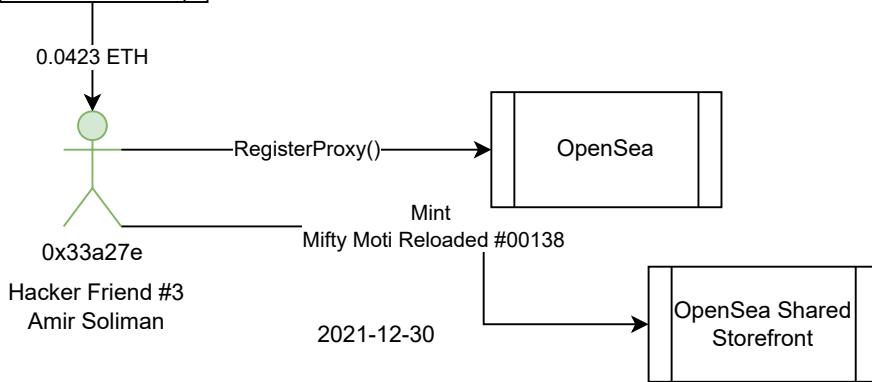 0.0423 ETH
RegisterProxy()
OpenSea
Mint
Mifty Moti Reloaded #00138
0x33a27e
Hacker Friend #3
Amir Soliman
2021-12-30
OpenSea Shared
Storefront